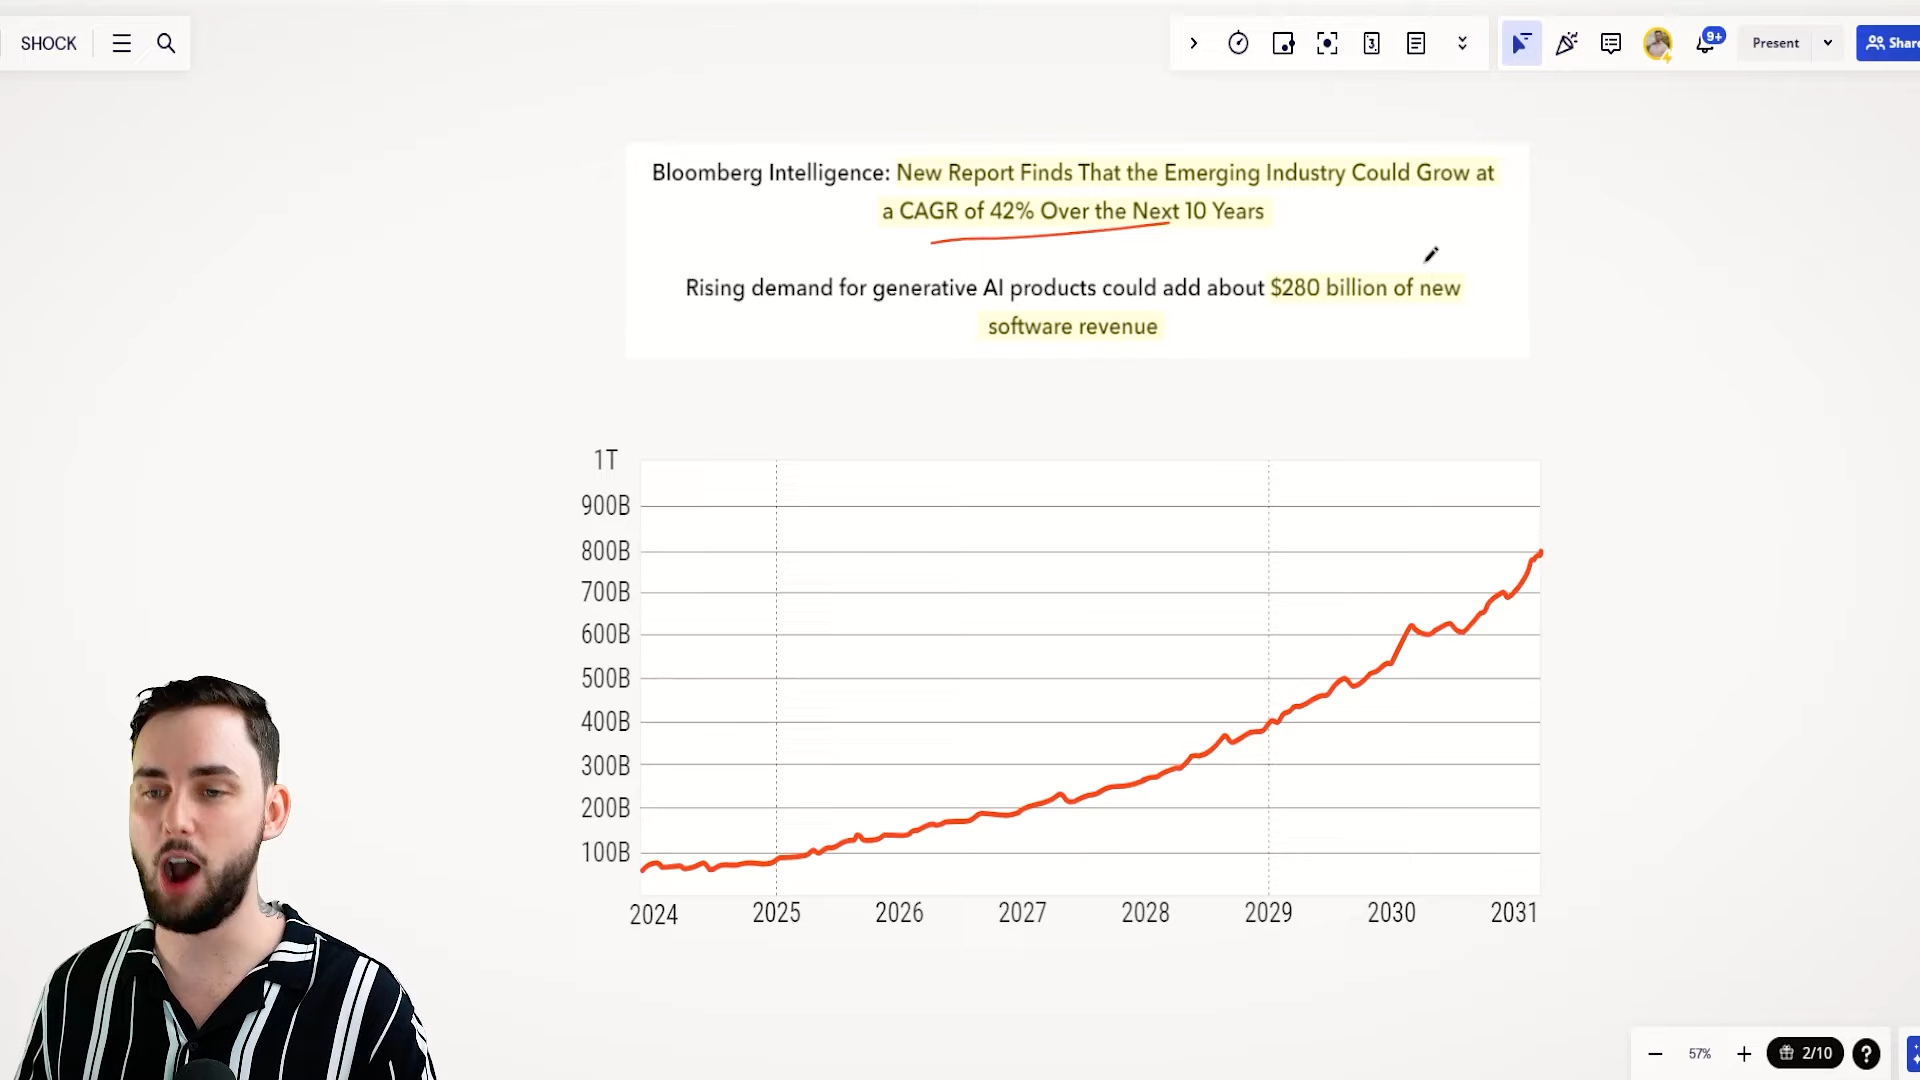 SHOCK
3
9+
Present
Share
Bloomberg Intelligence: New Report Finds That the Emerging Industry Could Grow at
a CAGR of 42% Over the Next 10 Years
Rising demand for generative AI products could add about $280 billion of new
software revenue
1T
900B
800B
700B
600B
500B
400B
300B
200B
100B
2024 2025 2026 2027 2028 2029 2030 2031
57%
2/10
?